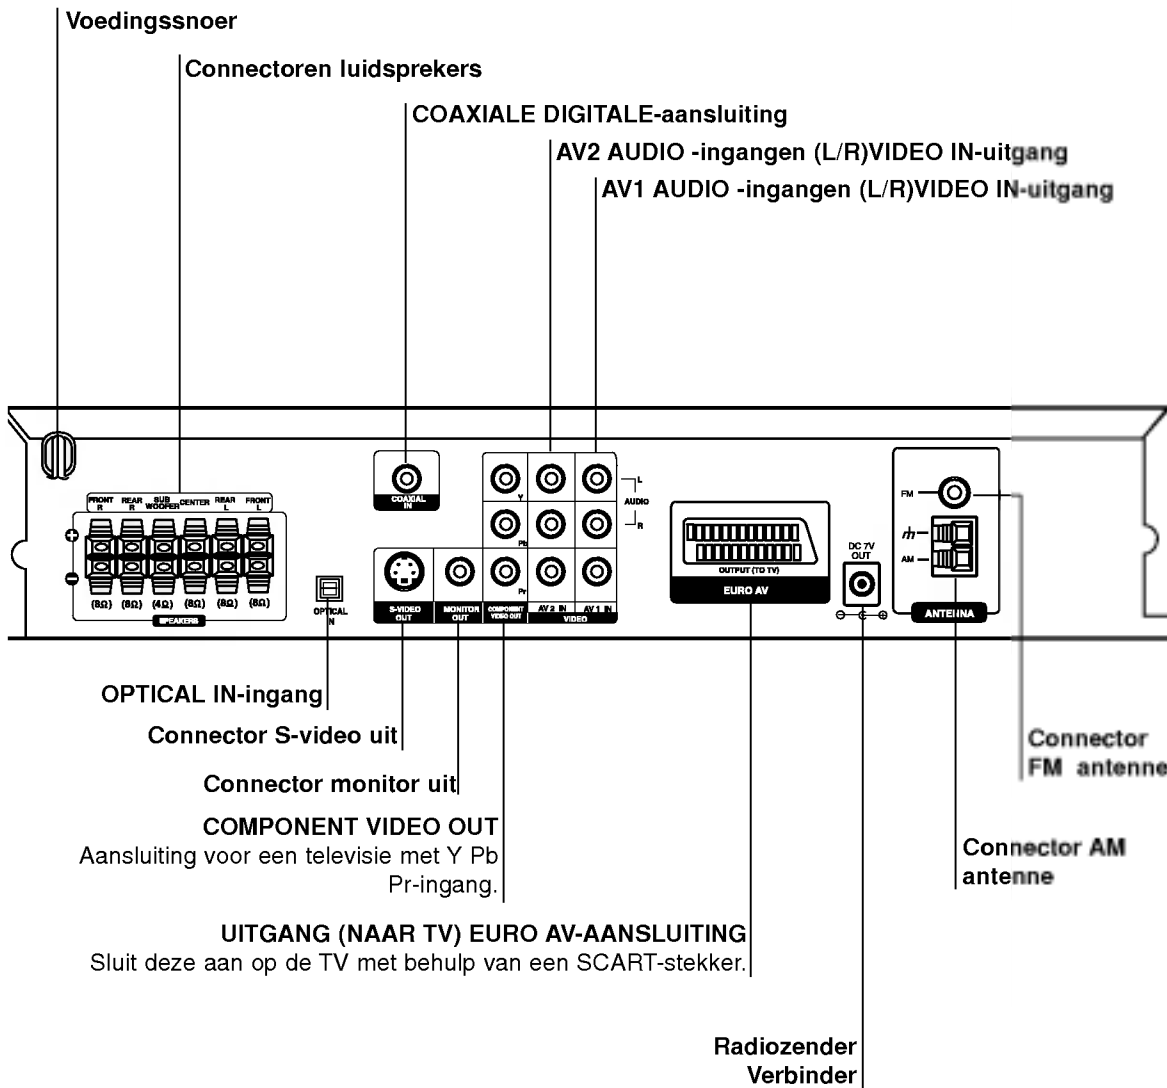 Voedingssnoer
Connectoren luidsprekers
COAXIALE DIGITALE-aansluiting
AV2 AUDIO -ingangen (L/R)VIDEO IN-uitgang
AV1 AUDIO -ingangen (L/R)VIDEO IN-uitgang
FRONT R
REAR R
SUB WOOFER
CENTER
REAR L
FRONT L
(8Ω) (8Ω) (4Ω) (8Ω) (8Ω) (8Ω)
SPEAKERS
OPTICAL IN
COAXIAL IN
S-VIDEO OUT
MONITOR OUT
Y
Pb
Pr
COMPONENT VIDEO OUT
AV 2 IN
AV 1 IN
VIDEO
L
AUDIO
R
OUTPUT (TO TV)
EURO AV
DC 7V
OUT
FM
AM
ANTENNA
OPTICAL IN-ingang
Connector S-video uit
Connector monitor uit
COMPONENT VIDEO OUT
Aansluiting voor een televisie met Y Pb
Pr-ingang.
UITGANG (NAAR TV) EURO AV-AANSLUITING
Sluit deze aan op de TV met behulp van een SCART-stekker.
Connector
FM antenne
Connector AM
antenne
Radiozender
Verbinder